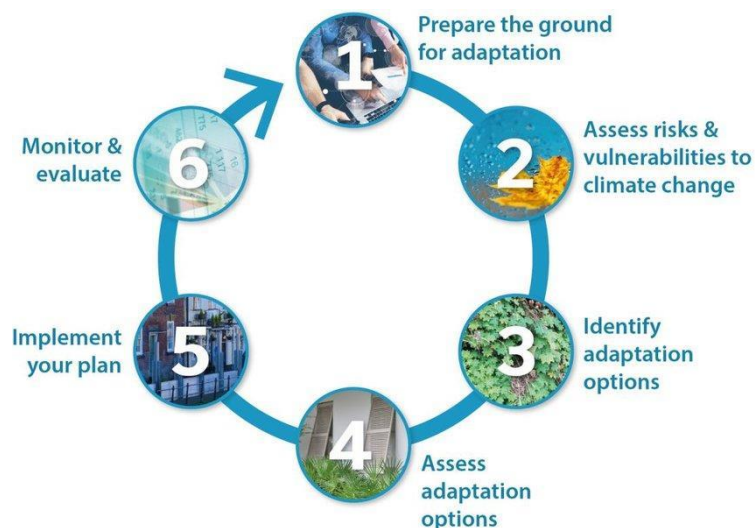 1
Prepare the ground
for adaptation
2
Assess risks &
vulnerabilities to
climate change
3
Identify
adaptation
options
4
Assess
adaptation
options
5
Implement
your plan
6
Monitor &
evaluate